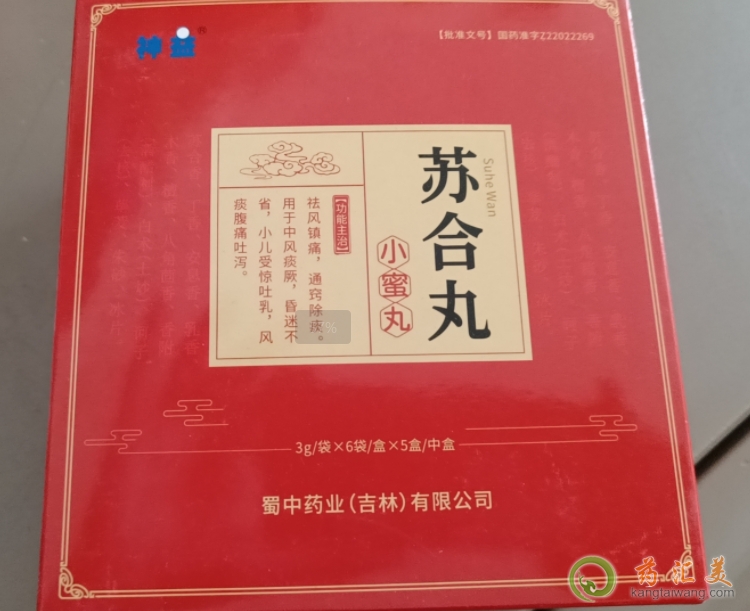 神益®
【批准文号】国药准字Z22022269
苏合丸
Suhe Wan
小蜜丸
【功能主治】
祛风镇痛，通窍除痰。
用于中风痰厥，昏迷不
省，小儿受惊吐乳，风
痰腹痛吐泻。
3g/袋×6袋/盒×5盒/中盒
蜀中药业（吉林）有限公司
药汇美
kangtaiwang.com